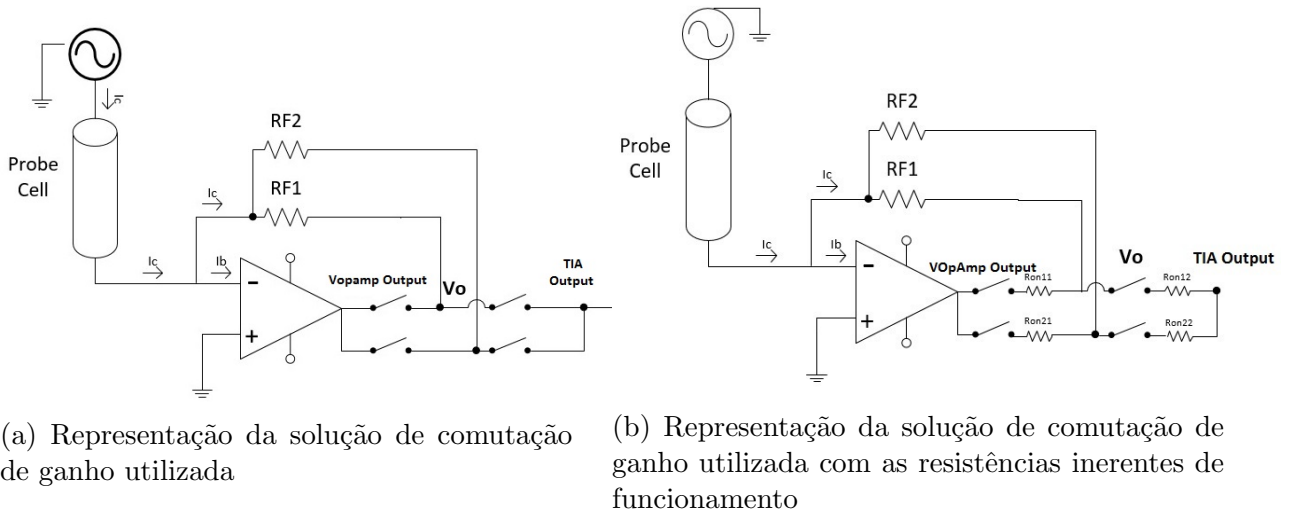 Ic
Probe
Cell
RF2
RF1
Ic
Ic
Ib
Vopamp Output
Vo
TIA
Output
−
+
(a) Representação da solução de comutação
de ganho utilizada
Probe
Cell
RF2
RF1
Ic
Ic
Ib
VOpAmp Output
Ron11
Vo
Ron12
TIA Output
Ron21
Ron22
−
+
(b) Representação da solução de comutação de
ganho utilizada com as resistências inerentes de
funcionamento